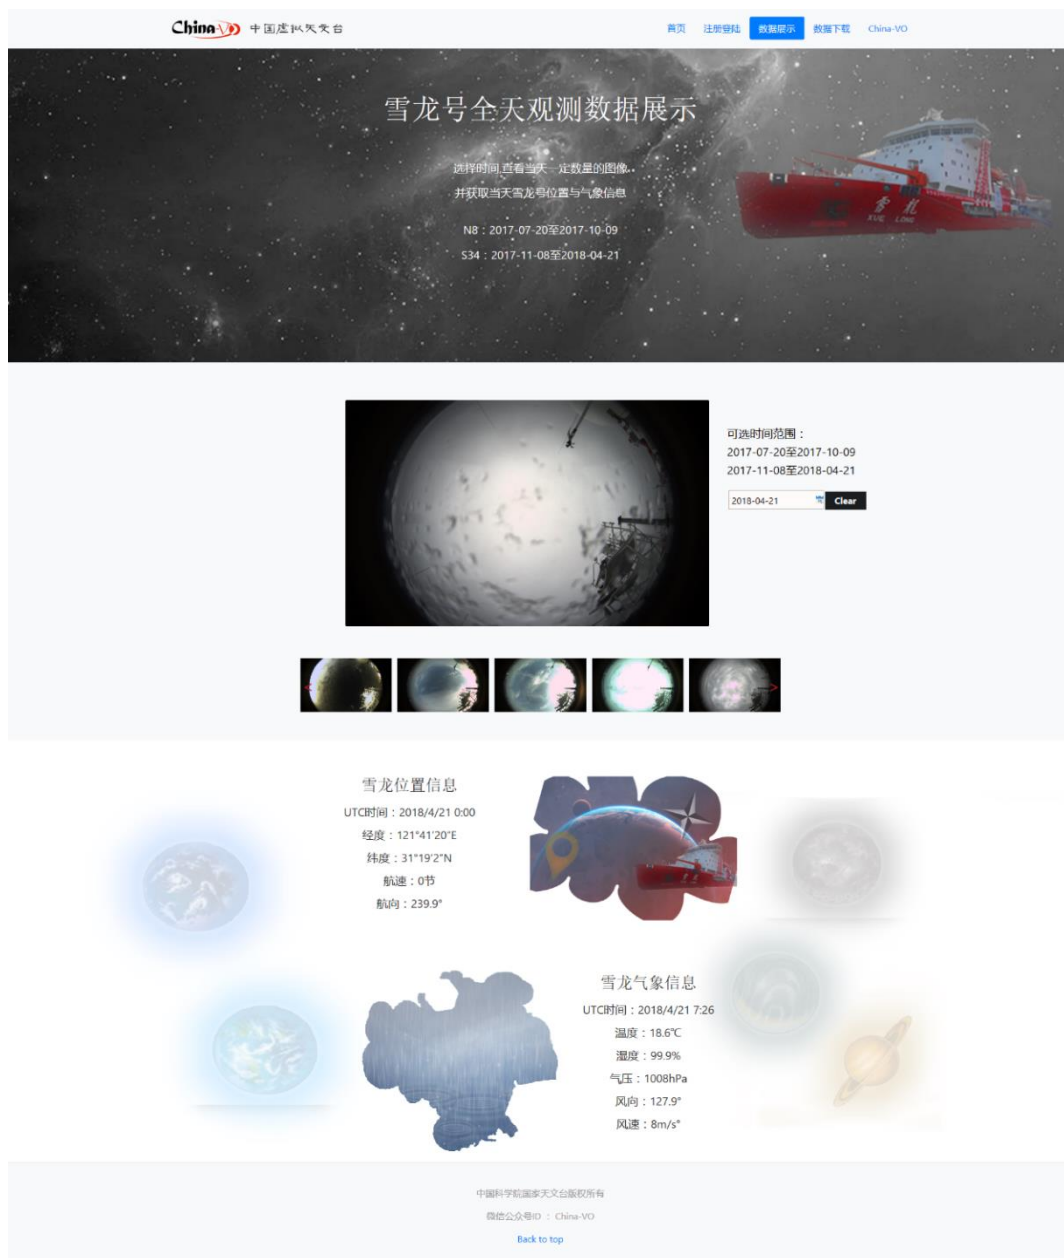 China-VO 中国虚拟天文台
首页 注册登陆 数据展示 数据下载 China-VO
雪龙号全天观测数据展示
选择时间,查看当天一定数量的图像,
并获取当天雪龙号位置与气象信息
N8：2017-07-20至2017-10-09
S34：2017-11-08至2018-04-21
雪龙
XUE LONG
可选时间范围：
2017-07-20至2017-10-09
2017-11-08至2018-04-21
2018-04-21 Clear
< >
雪龙位置信息
UTC时间：2018/4/21 0:00
经度：121°41'20"E
纬度：31°19'2"N
航速：0节
航向：239.9°
雪龙气象信息
UTC时间：2018/4/21 7:26
温度：18.6℃
湿度：99.9%
气压：1008hPa
风向：127.9°
风速：8m/s°
中国科学院国家天文台版权所有
微信公众号ID ： China-VO
Back to top